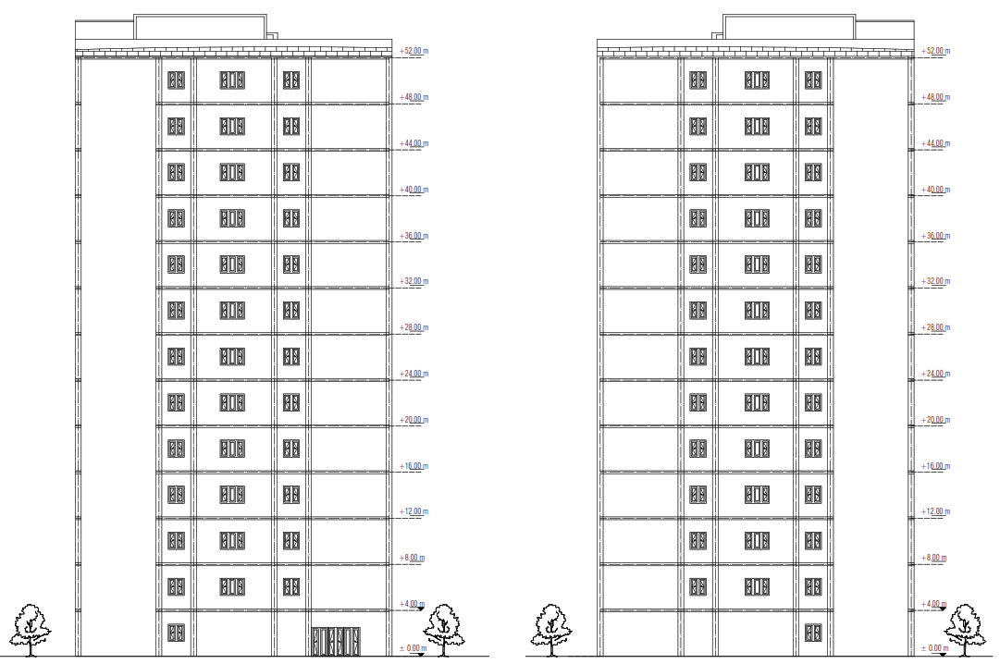 +52.00 m
+48.00 m
+44.00 m
+40.00 m
+36.00 m
+32.00 m
+28.00 m
+24.00 m
+20.00 m
+16.00 m
+12.00 m
+8.00 m
+4.00 m
± 0.00 m
+52.00 m
+48.00 m
+44.00 m
+40.00 m
+36.00 m
+32.00 m
+28.00 m
+24.00 m
+20.00 m
+16.00 m
+12.00 m
+8.00 m
+4.00 m
± 0.00 m